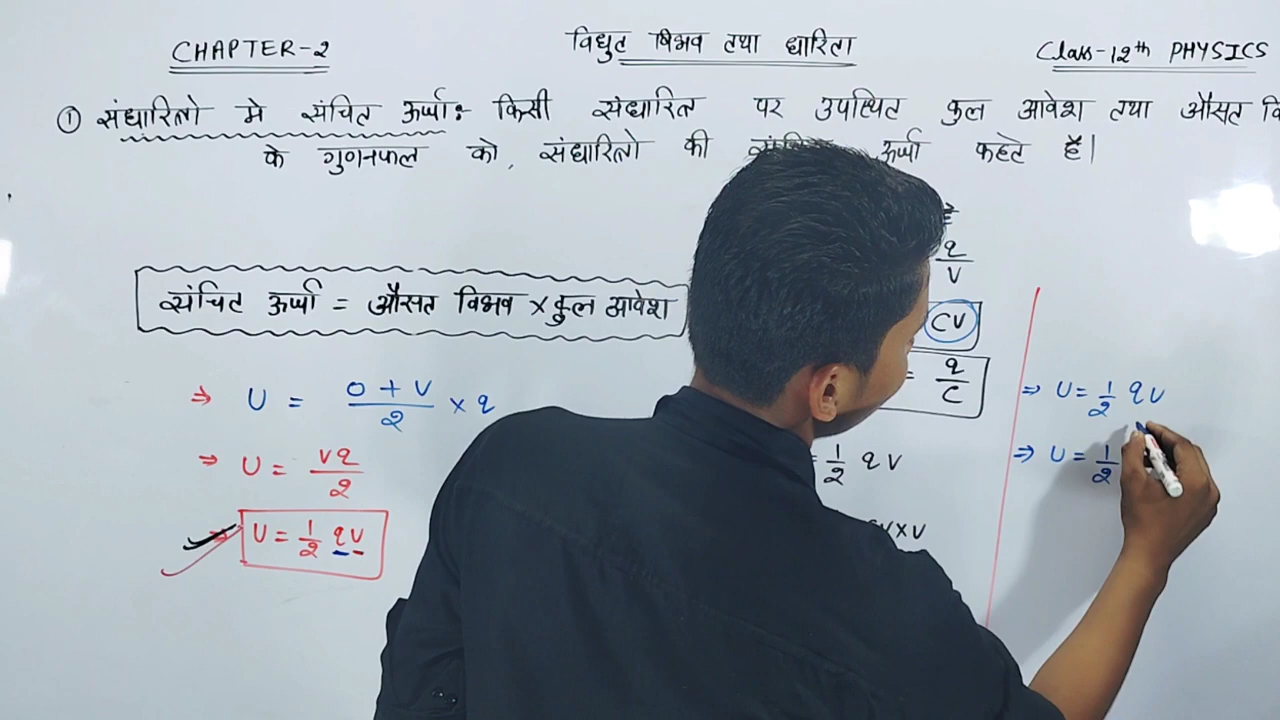 CHAPTER-2
विधुत विभव तथा धारिता
Class-12th PHYSICS
① संधारितो मे संचित ऊर्जाः किसी संधारित पर उपस्थित कुल आवेश तथा औसत वि
के गुणनफल को, संधारितो की ऊर्जा कहते हैं।
q/V
CV
= q/C
संचित ऊर्जा = औसत विभव × कुल आवेश
⇒ U = (0 + V)/2 × q
⇒ U = Vq/2
⇒ U = 1/2 qV
= 1/2 qV
V×V
⇒ U = 1/2 qV
⇒ U = 1/2